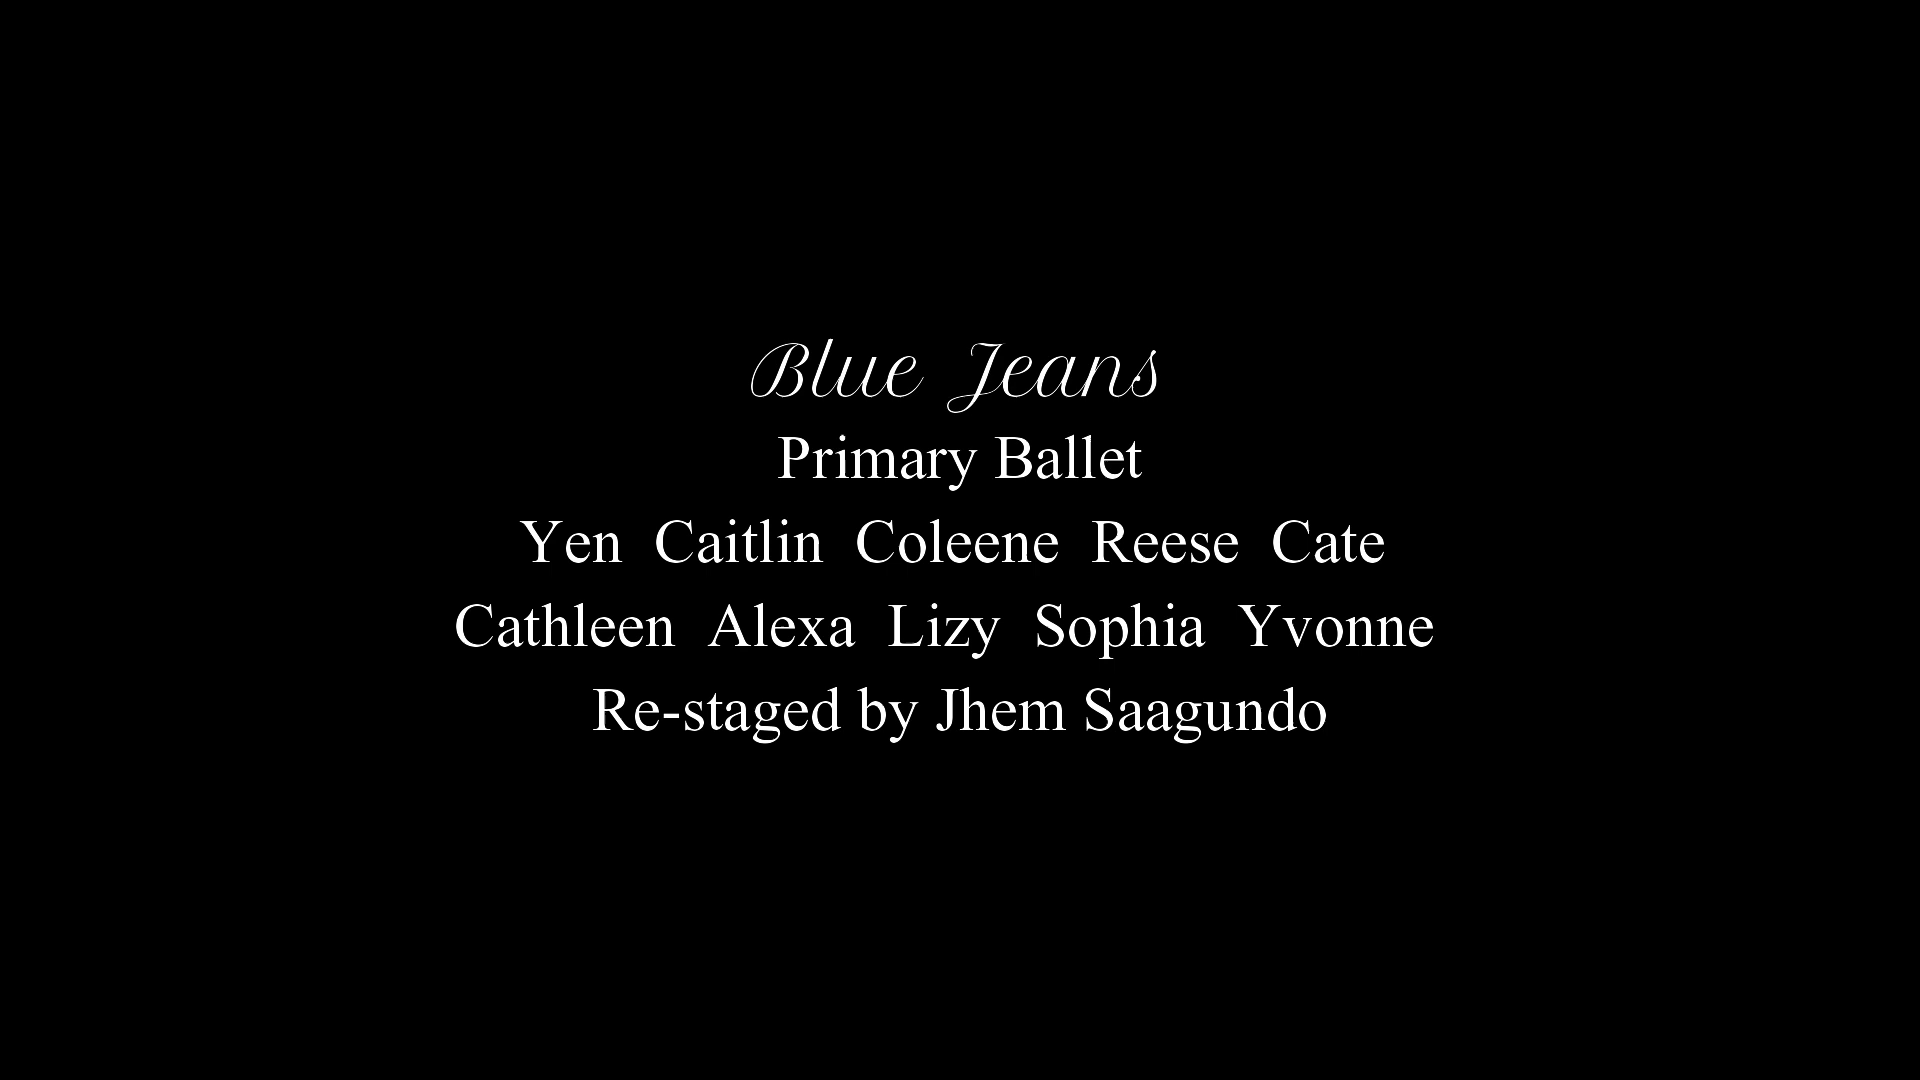 Blue Jeans
Primary Ballet
Yen Caitlin Coleene Reese Cate
Cathleen Alexa Lizy Sophia Yvonne
Re-staged by Jhem Saagundo